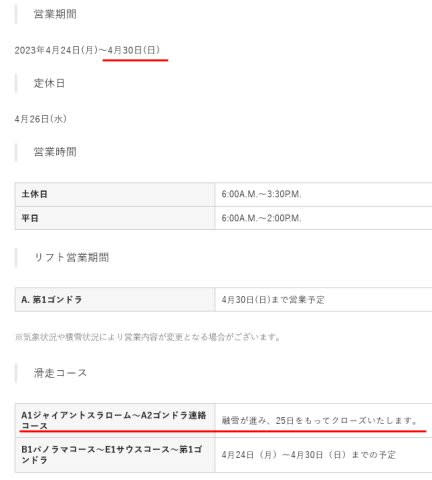 営業期間
2023年4月24日(月)～4月30日(日)
定休日
4月26日(水)
営業時間
土休日 6:00A.M.～3:30P.M.
平日 6:00A.M.～2:00P.M.
リフト営業期間
A. 第1ゴンドラ 4月30日(日)まで営業予定
※気象状況や積雪状況により営業内容が変更となる場合がございます。
滑走コース
A1ジャイアントスラローム～A2ゴンドラ連絡
コース
融雪が進み、25日をもってクローズいたします。
B1パノラマコース～E1サウスコース～第1ゴ
ンドラ
4月24日（月）～4月30日（日）までの予定